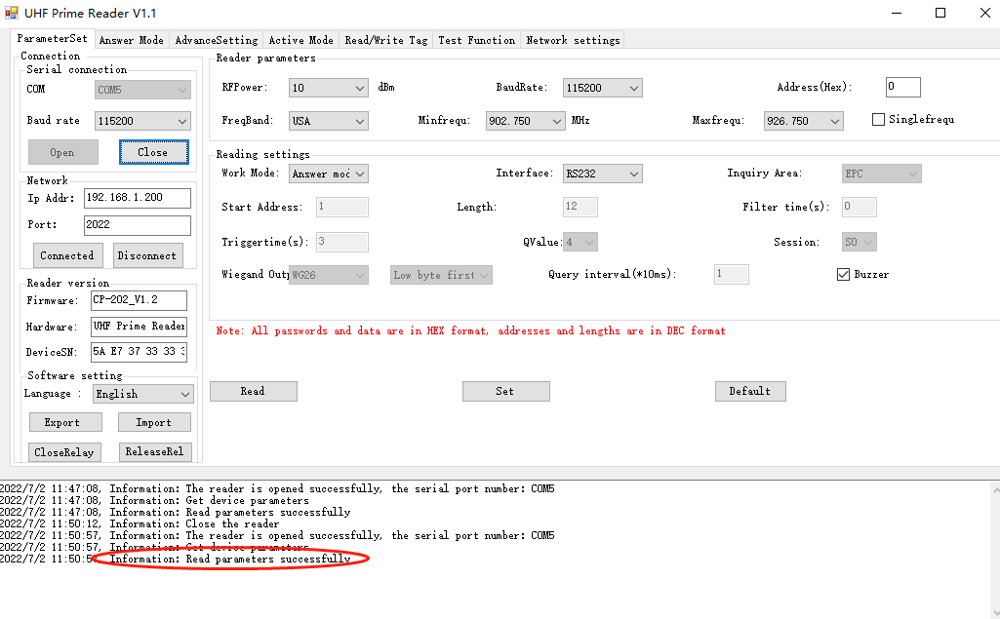 UHF Prime Reader V1.1
ParameterSet Answer Mode AdvanceSetting Active Mode Read/Write Tag Test Function Network settings
Connection
Serial connection
COM COM5
Baud rate 115200
Open Close
Network
Ip Addr: 192.168.1.200
Port: 2022
Connected Disconnect
Reader version
Firmware: CP-202_V1.2
Hardware: UHF Prime Reader
DeviceSN: 5A E7 37 33 33
Software setting
Language : English
Export Import
CloseRelay ReleaseRel
Reader parameters
RFPower: 10 dBm BaudRate: 115200 Address(Hex): 0
FreqBand: USA Minfrequ: 902.750 MHz Maxfrequ: 926.750 Singlefrequ
Reading settings
Work Mode: Answer mod Interface: RS232 Inquiry Area: EPC
Start Address: 1 Length: 12 Filter time(s): 0
Triggertime(s): 3 QValue: 4 Session: S0
Wiegand Outp WG26 Low byte first Query interval(*10ms): 1 Buzzer
Note: All passwords and data are in HEX format, addresses and lengths are in DEC format
Read Set Default
2022/7/2 11:47:08, Information: The reader is opened successfully, the serial port number: COM5
2022/7/2 11:47:08, Information: Get device parameters
2022/7/2 11:47:08, Information: Read parameters successfully
2022/7/2 11:50:12, Information: Close the reader
2022/7/2 11:50:57, Information: The reader is opened successfully, the serial port number: COM5
2022/7/2 11:50:57, Information: Get device parameters
2022/7/2 11:50:5 Information: Read parameters successfully